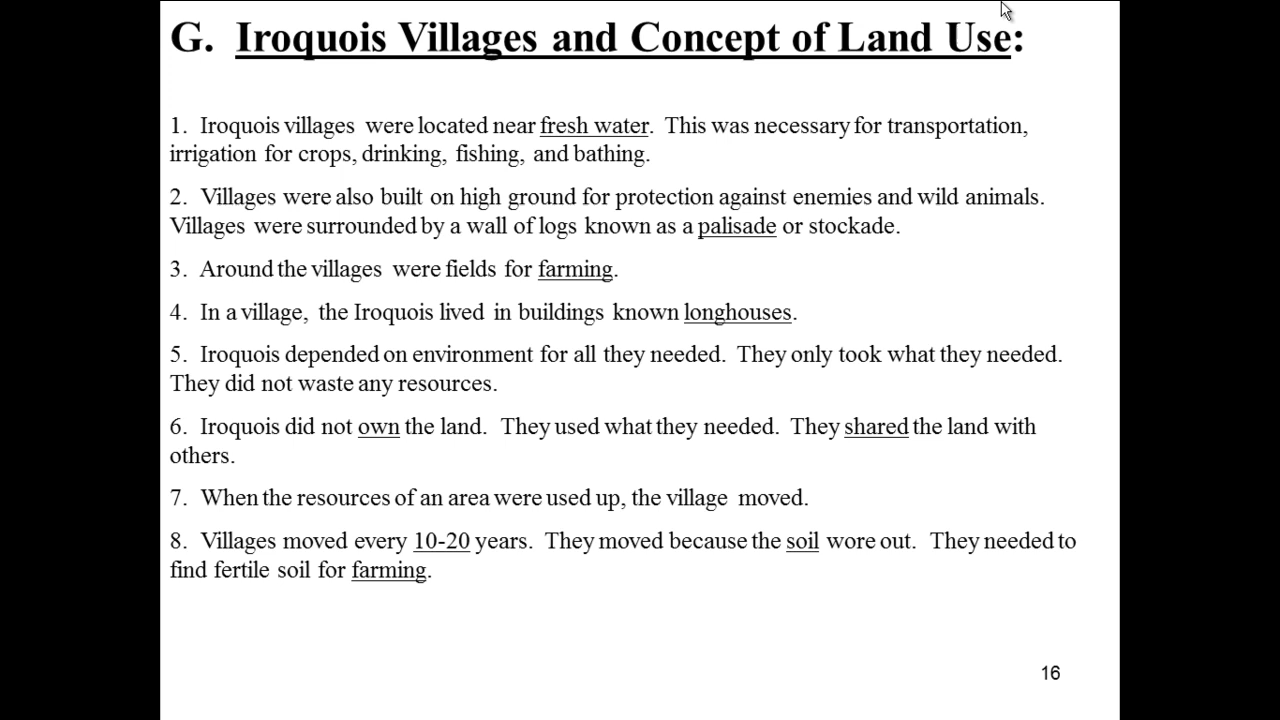 G. Iroquois Villages and Concept of Land Use:
1. Iroquois villages were located near fresh water. This was necessary for transportation,
irrigation for crops, drinking, fishing, and bathing.
2. Villages were also built on high ground for protection against enemies and wild animals.
Villages were surrounded by a wall of logs known as a palisade or stockade.
3. Around the villages were fields for farming.
4. In a village, the Iroquois lived in buildings known longhouses.
5. Iroquois depended on environment for all they needed. They only took what they needed.
They did not waste any resources.
6. Iroquois did not own the land. They used what they needed. They shared the land with
others.
7. When the resources of an area were used up, the village moved.
8. Villages moved every 10-20 years. They moved because the soil wore out. They needed to
find fertile soil for farming.
16